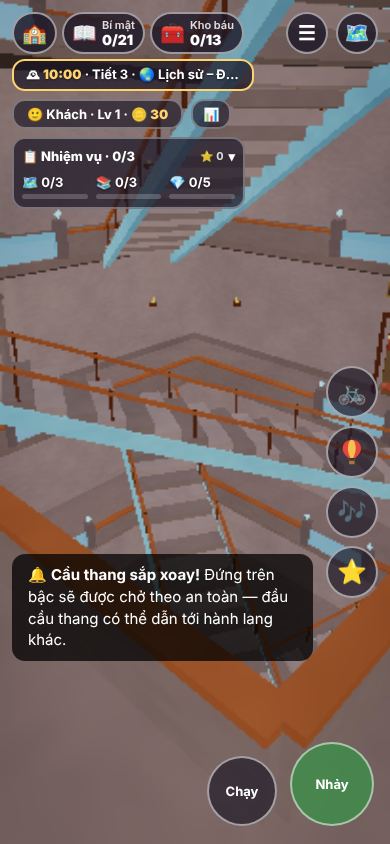 Bí mật
0/21
Kho báu
0/13
10:00 · Tiết 3 · Lịch sử – Đ...
Khách · Lv 1 · 30
Nhiệm vụ · 0/3
0 ▾
0/3
0/3
0/5
Cầu thang sắp xoay! Đứng trên
bậc sẽ được chở theo an toàn — đầu
cầu thang có thể dẫn tới hành lang
khác.
Chạy
Nhảy